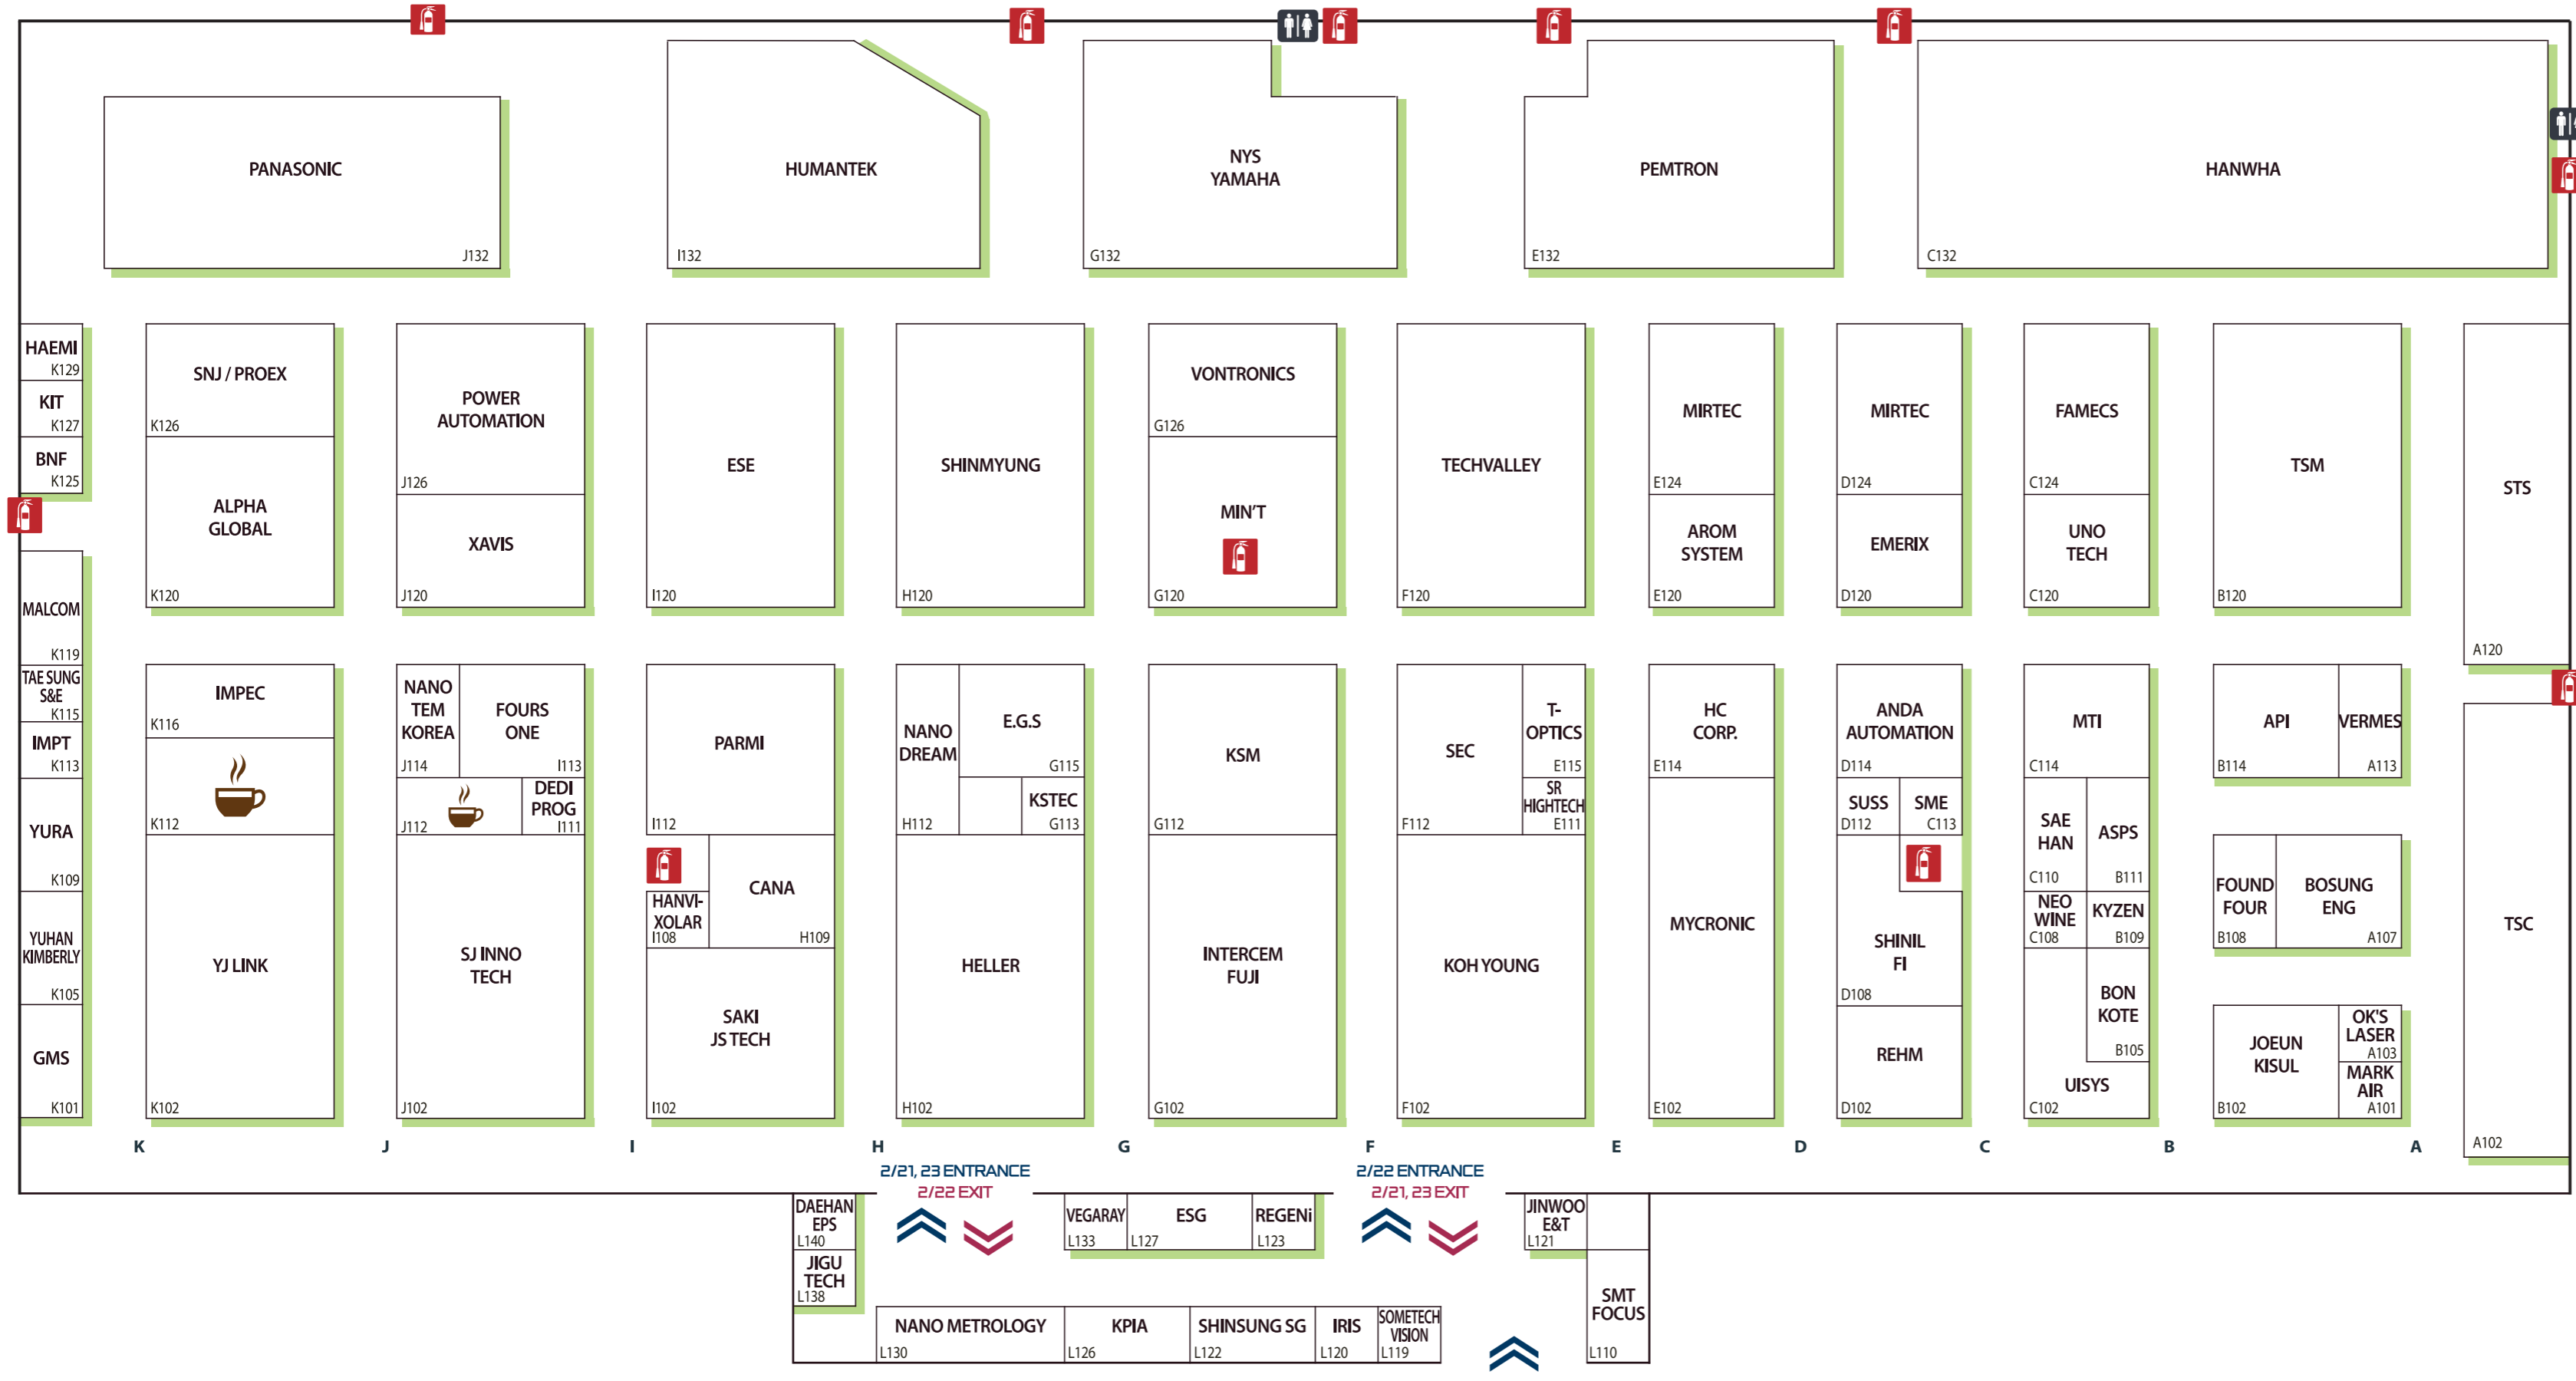 PANASONIC
J132
HUMANTEK
I132
NYS
YAMAHA
G132
PEMTRON
E132
HANWHA
C132
HAEMI
K129
KIT
K127
BNF
K125
SNJ / PROEX
K126
ALPHA
GLOBAL
K120
POWER
AUTOMATION
J126
XAVIS
J120
ESE
I120
SHINMYUNG
H120
VONTRONICS
G126
MIN'T
G120
TECHVALLEY
F120
MIRTEC
E124
AROM
SYSTEM
E120
MIRTEC
D124
EMERIX
D120
FAMECS
C124
UNO
TECH
C120
TSM
B120
STS
A120
MALCOM
K119
TAE SUNG
S&E
K115
IMPT
K113
YURA
K109
YUHAN
KIMBERLY
K105
GMS
K101
IMPEC
K116
K112
YJ LINK
K102
NANO
TEM
KOREA
J114
FOURS
ONE
I113
J112
DEDI
PROG
I111
SJ INNO
TECH
J102
PARMI
I112
HANVI-
XOLAR
I108
CANA
H109
SAKI
JS TECH
I102
NANO
DREAM
H112
E.G.S
G115
KSTEC
G113
HELLER
H102
KSM
G112
INTERCEM
FUJI
G102
SEC
F112
T-
OPTICS
E115
SR
HIGHTECH
E111
KOH YOUNG
F102
HC
CORP.
E114
MYCRONIC
E102
ANDA
AUTOMATION
D114
SUSS
D112
SME
C113
SHINIL
FI
D108
REHM
D102
MTI
C114
SAE
HAN
C110
ASPS
B111
NEO
WINE
C108
KYZEN
B109
BON
KOTE
B105
UISYS
C102
API
B114
VERMES
A113
FOUND
FOUR
B108
BOSUNG
ENG
A107
JOEUN
KISUL
B102
OK'S
LASER
A103
MARK
AIR
A101
TSC
A102
K
J
I
H
G
F
E
D
C
B
A
2/21, 23 ENTRANCE
2/22 EXIT
2/22 ENTRANCE
2/21, 23 EXIT
DAEHAN
EPS
L140
JIGU
TECH
L138
VEGARAY
L133
ESG
L127
REGENi
L123
JINWOO
E&T
L121
SMT
FOCUS
L110
NANO METROLOGY
L130
KPIA
L126
SHINSUNG SG
L122
IRIS
L120
SOMETECH
VISION
L119